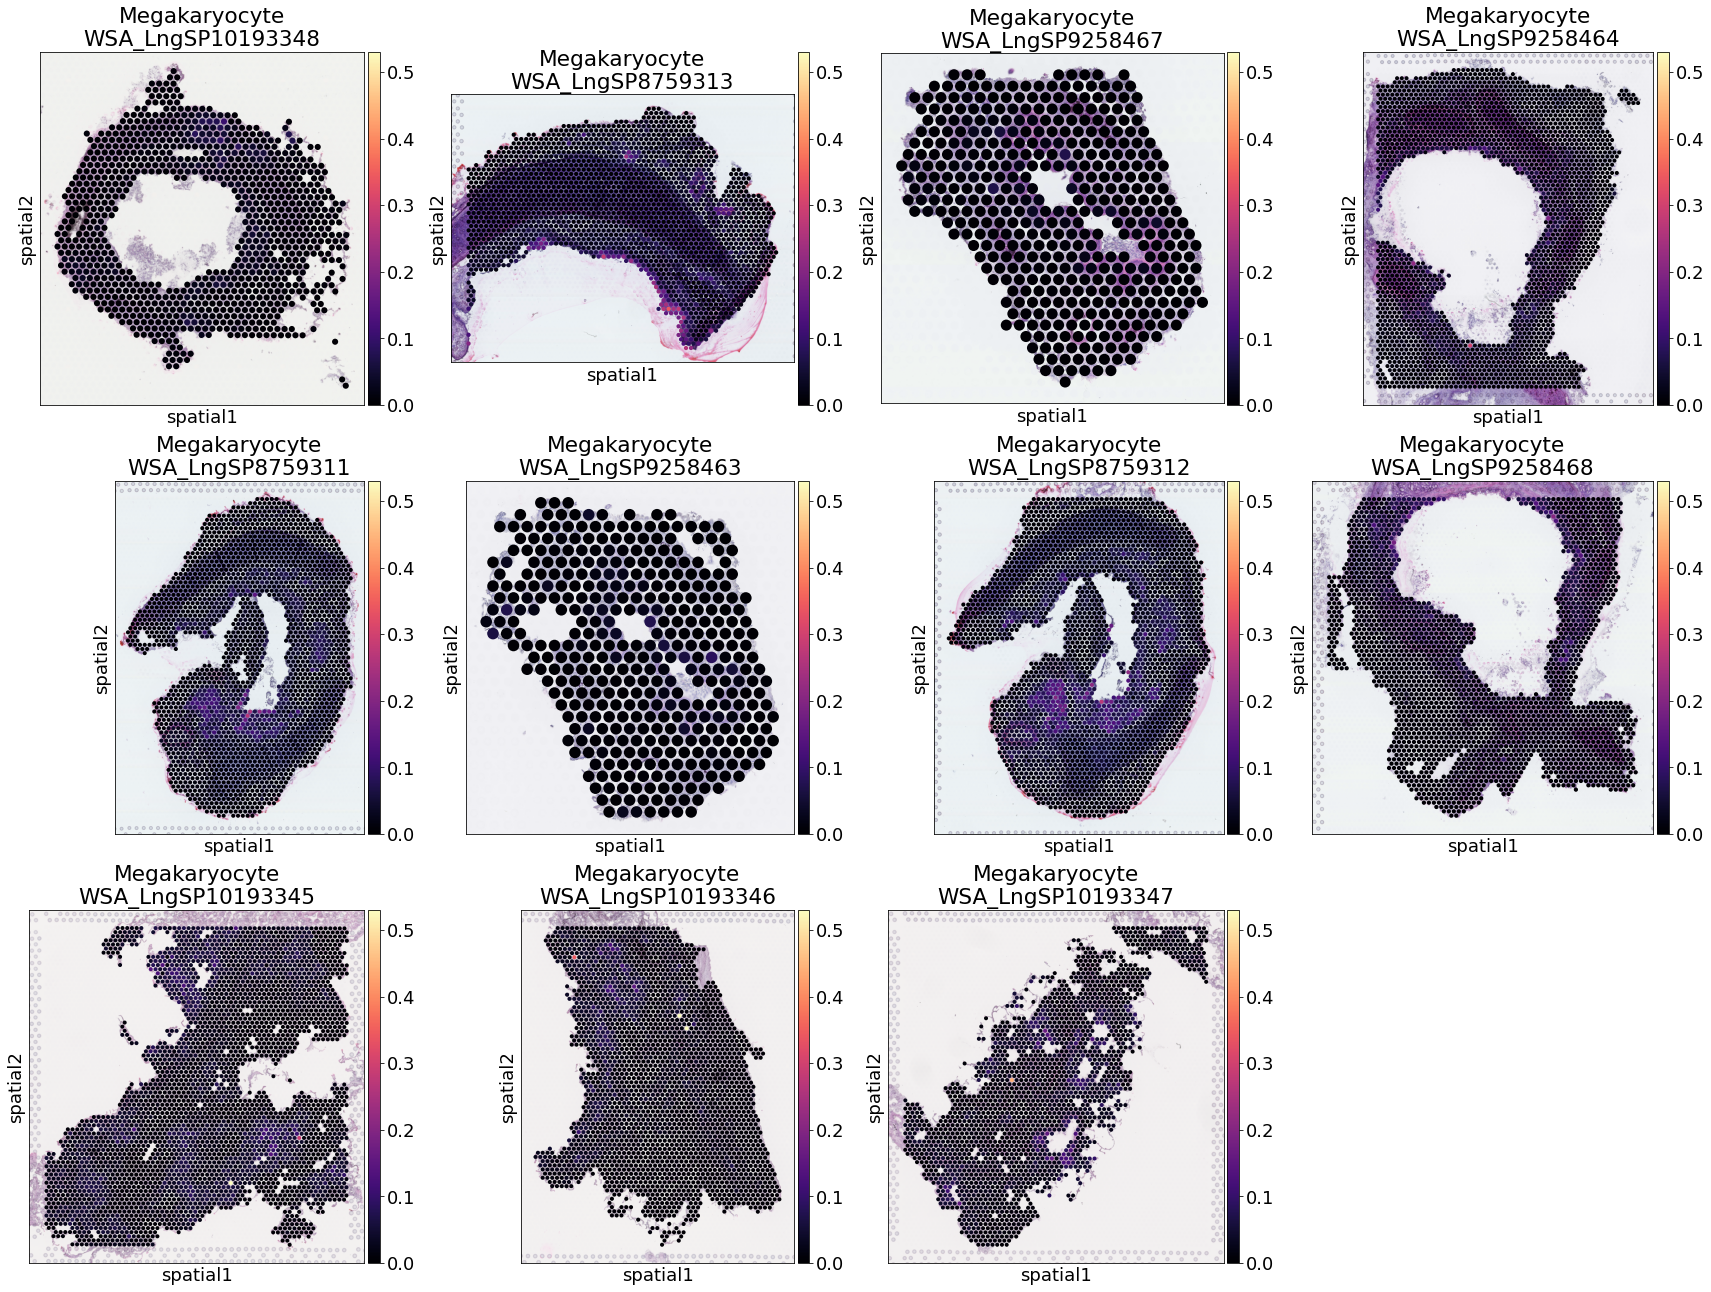 Megakaryocyte
WSA_LngSP10193348
0.5
0.4
0.3
0.2
0.1
0.0
spatial2
spatial1
Megakaryocyte
WSA_LngSP8759313
0.5
0.4
0.3
0.2
0.1
0.0
spatial2
spatial1
Megakaryocyte
WSA_LngSP9258467
0.5
0.4
0.3
0.2
0.1
0.0
spatial2
spatial1
Megakaryocyte
WSA_LngSP9258464
0.5
0.4
0.3
0.2
0.1
0.0
spatial2
spatial1
Megakaryocyte
WSA_LngSP8759311
0.5
0.4
0.3
0.2
0.1
0.0
spatial2
spatial1
Megakaryocyte
WSA_LngSP9258463
0.5
0.4
0.3
0.2
0.1
0.0
spatial2
spatial1
Megakaryocyte
WSA_LngSP8759312
0.5
0.4
0.3
0.2
0.1
0.0
spatial2
spatial1
Megakaryocyte
WSA_LngSP9258468
0.5
0.4
0.3
0.2
0.1
0.0
spatial2
spatial1
Megakaryocyte
WSA_LngSP10193345
0.5
0.4
0.3
0.2
0.1
0.0
spatial2
spatial1
Megakaryocyte
WSA_LngSP10193346
0.5
0.4
0.3
0.2
0.1
0.0
spatial2
spatial1
Megakaryocyte
WSA_LngSP10193347
0.5
0.4
0.3
0.2
0.1
0.0
spatial2
spatial1